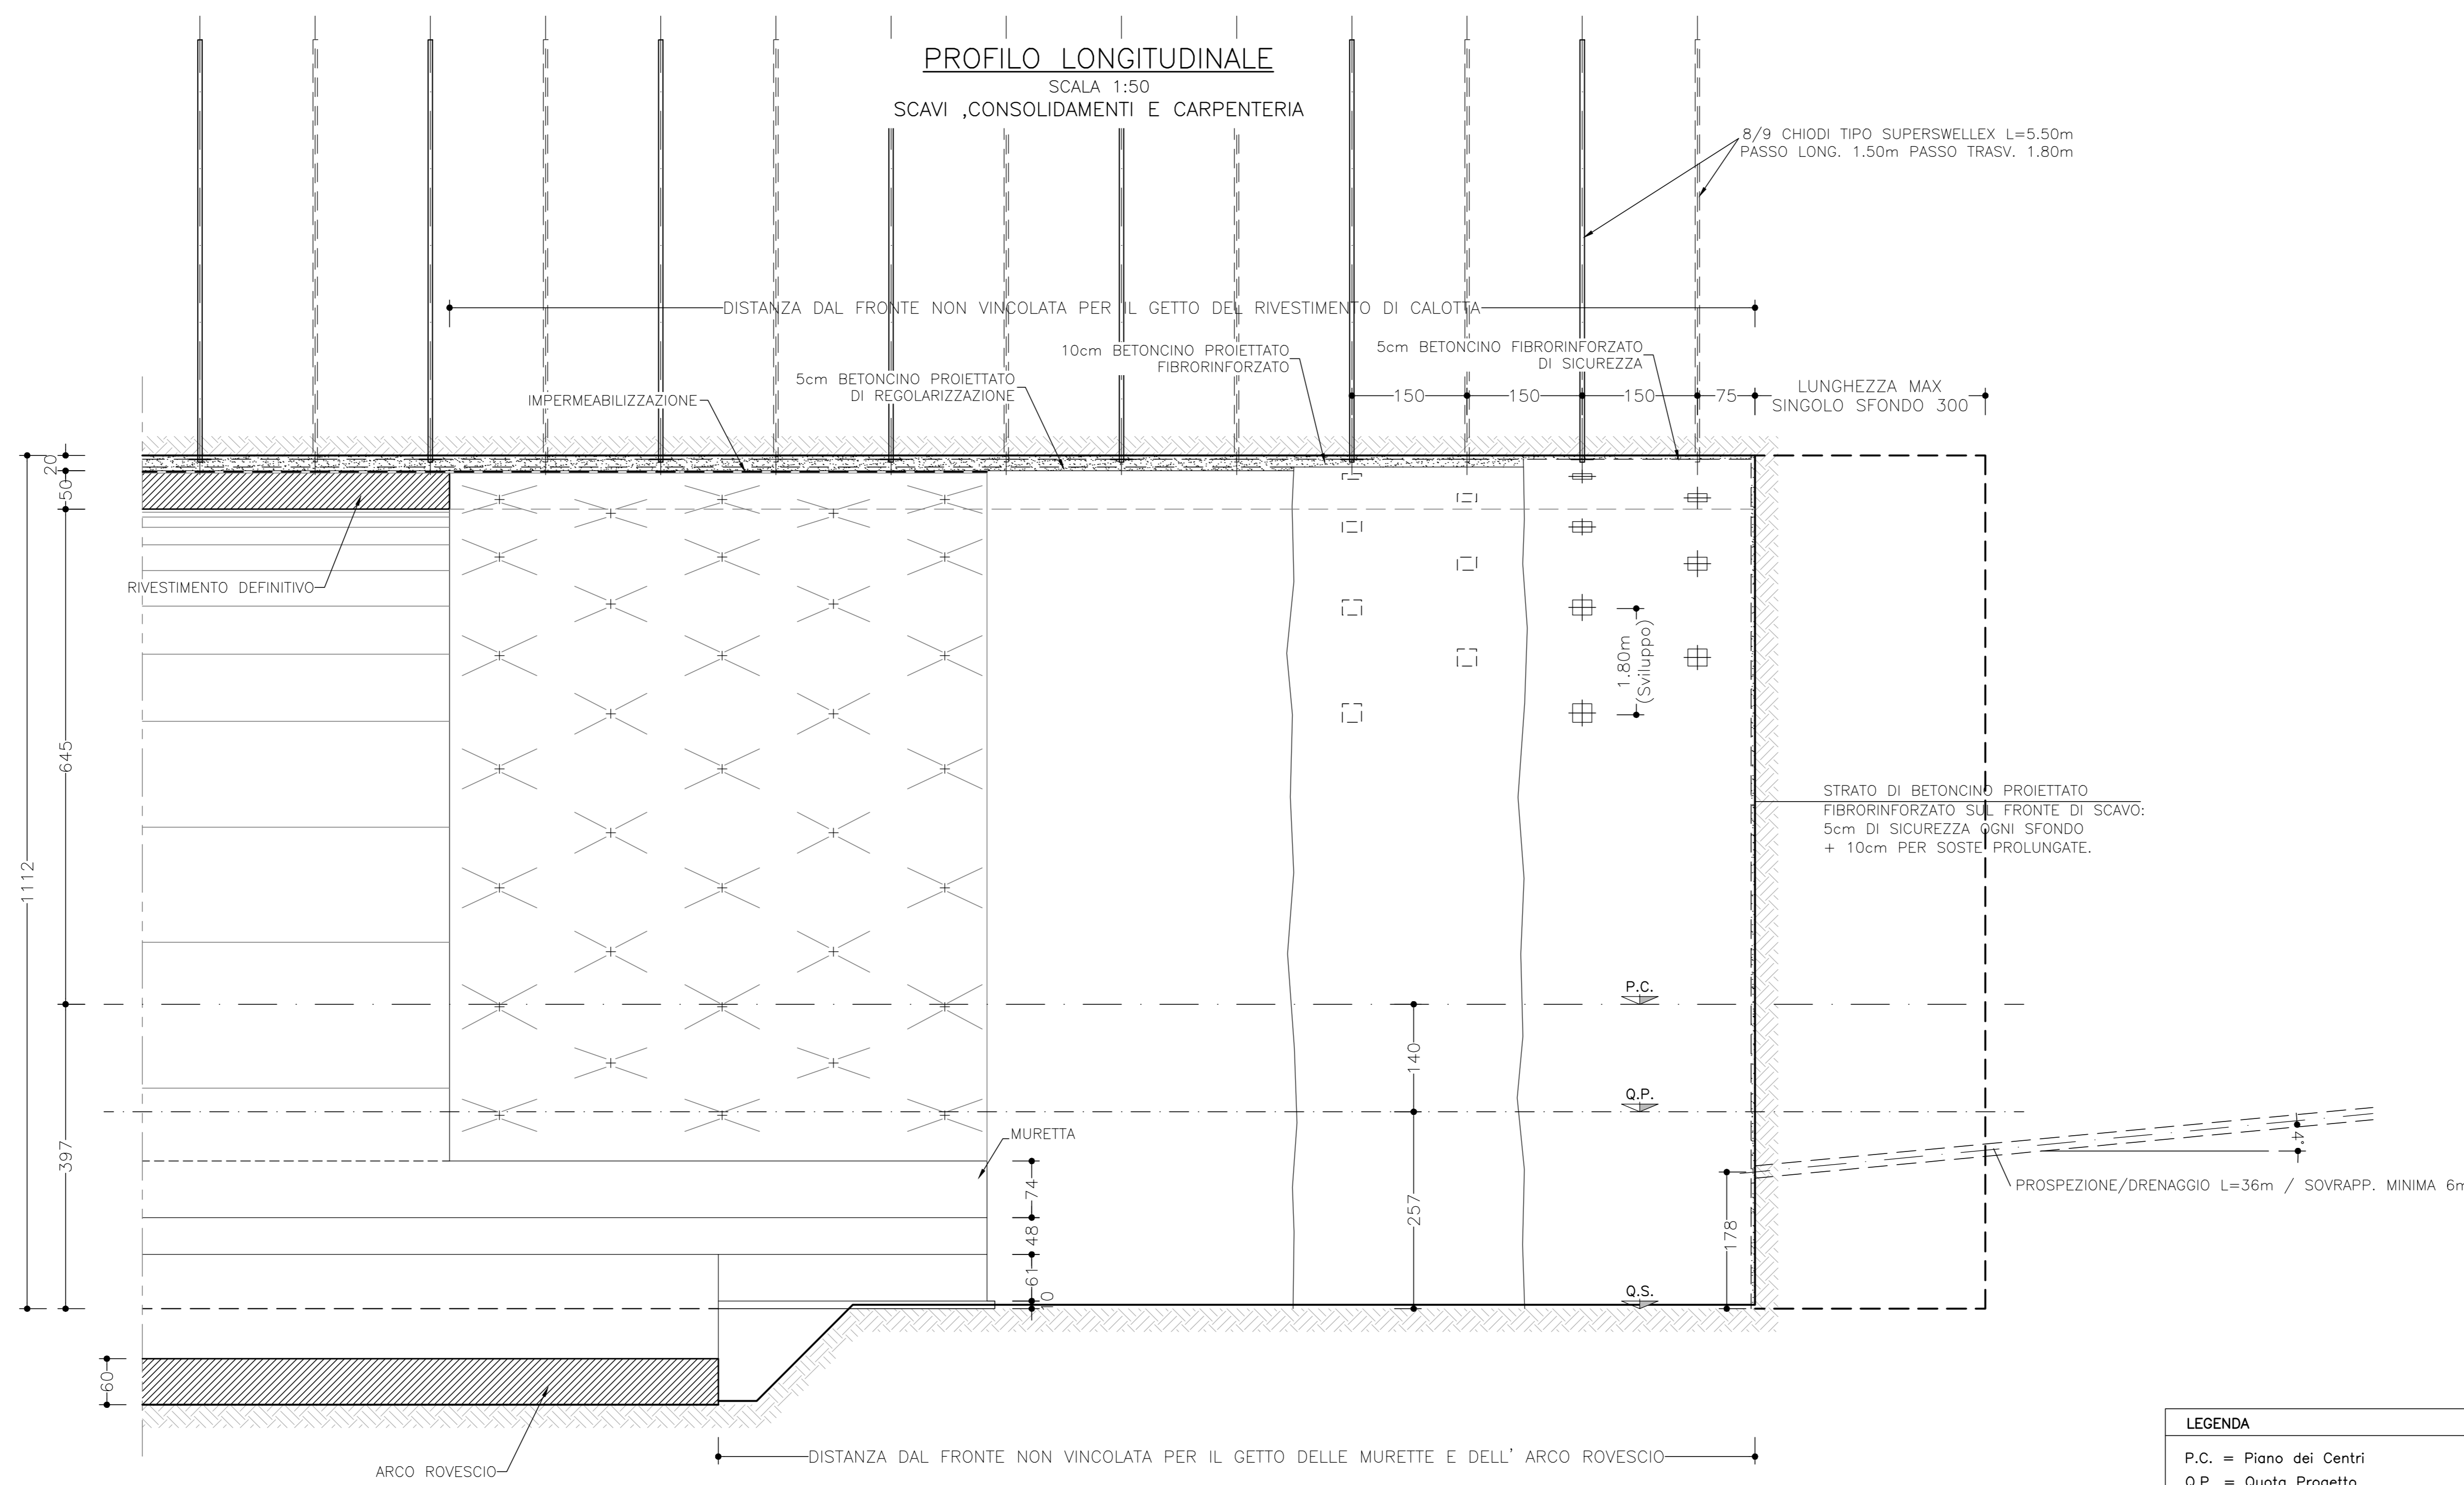 PROFILO LONGITUDINALE
SCALA 1:50
SCAVI ,CONSOLIDAMENTI E CARPENTERIA
8/9 CHIODI TIPO SUPERSWELLEX L=5.50m
PASSO LONG. 1.50m PASSO TRASV. 1.80m
DISTANZA DAL FRONTE NON VINCOLATA PER IL GETTO DEL RIVESTIMENTO DI CALOTTA
10cm BETONCINO PROIETTATO
FIBRORINFORZATO
5cm BETONCINO FIBRORINFORZATO
DI SICUREZZA
5cm BETONCINO PROIETTATO
DI REGOLARIZZAZIONE
IMPERMEABILIZZAZIONE
150
150
150
75
LUNGHEZZA MAX
SINGOLO SFONDO 300
20
50
645
1112
397
60
RIVESTIMENTO DEFINITIVO
1.80m
(Sviluppo)
STRATO DI BETONCINO PROIETTATO
FIBRORINFORZATO SUL FRONTE DI SCAVO:
5cm DI SICUREZZA OGNI SFONDO
+ 10cm PER SOSTE PROLUNGATE.
P.C.
140
Q.P.
257
Q.S.
MURETTA
74
48
61
10
178
4°
PROSPEZIONE/DRENAGGIO L=36m / SOVRAPP. MINIMA 6m
ARCO ROVESCIO
DISTANZA DAL FRONTE NON VINCOLATA PER IL GETTO DELLE MURETTE E DELL' ARCO ROVESCIO
LEGENDA
P.C. = Piano dei Centri
Q.P. = Quota Progetto